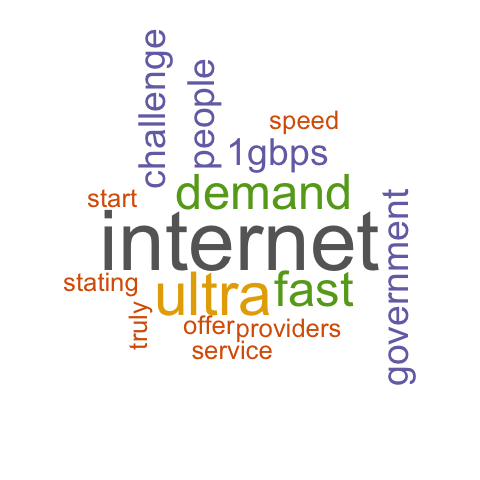 challenge
people
speed
1gbps
demand
start
internet
government
stating
ultra
fast
truly
offer
providers
service